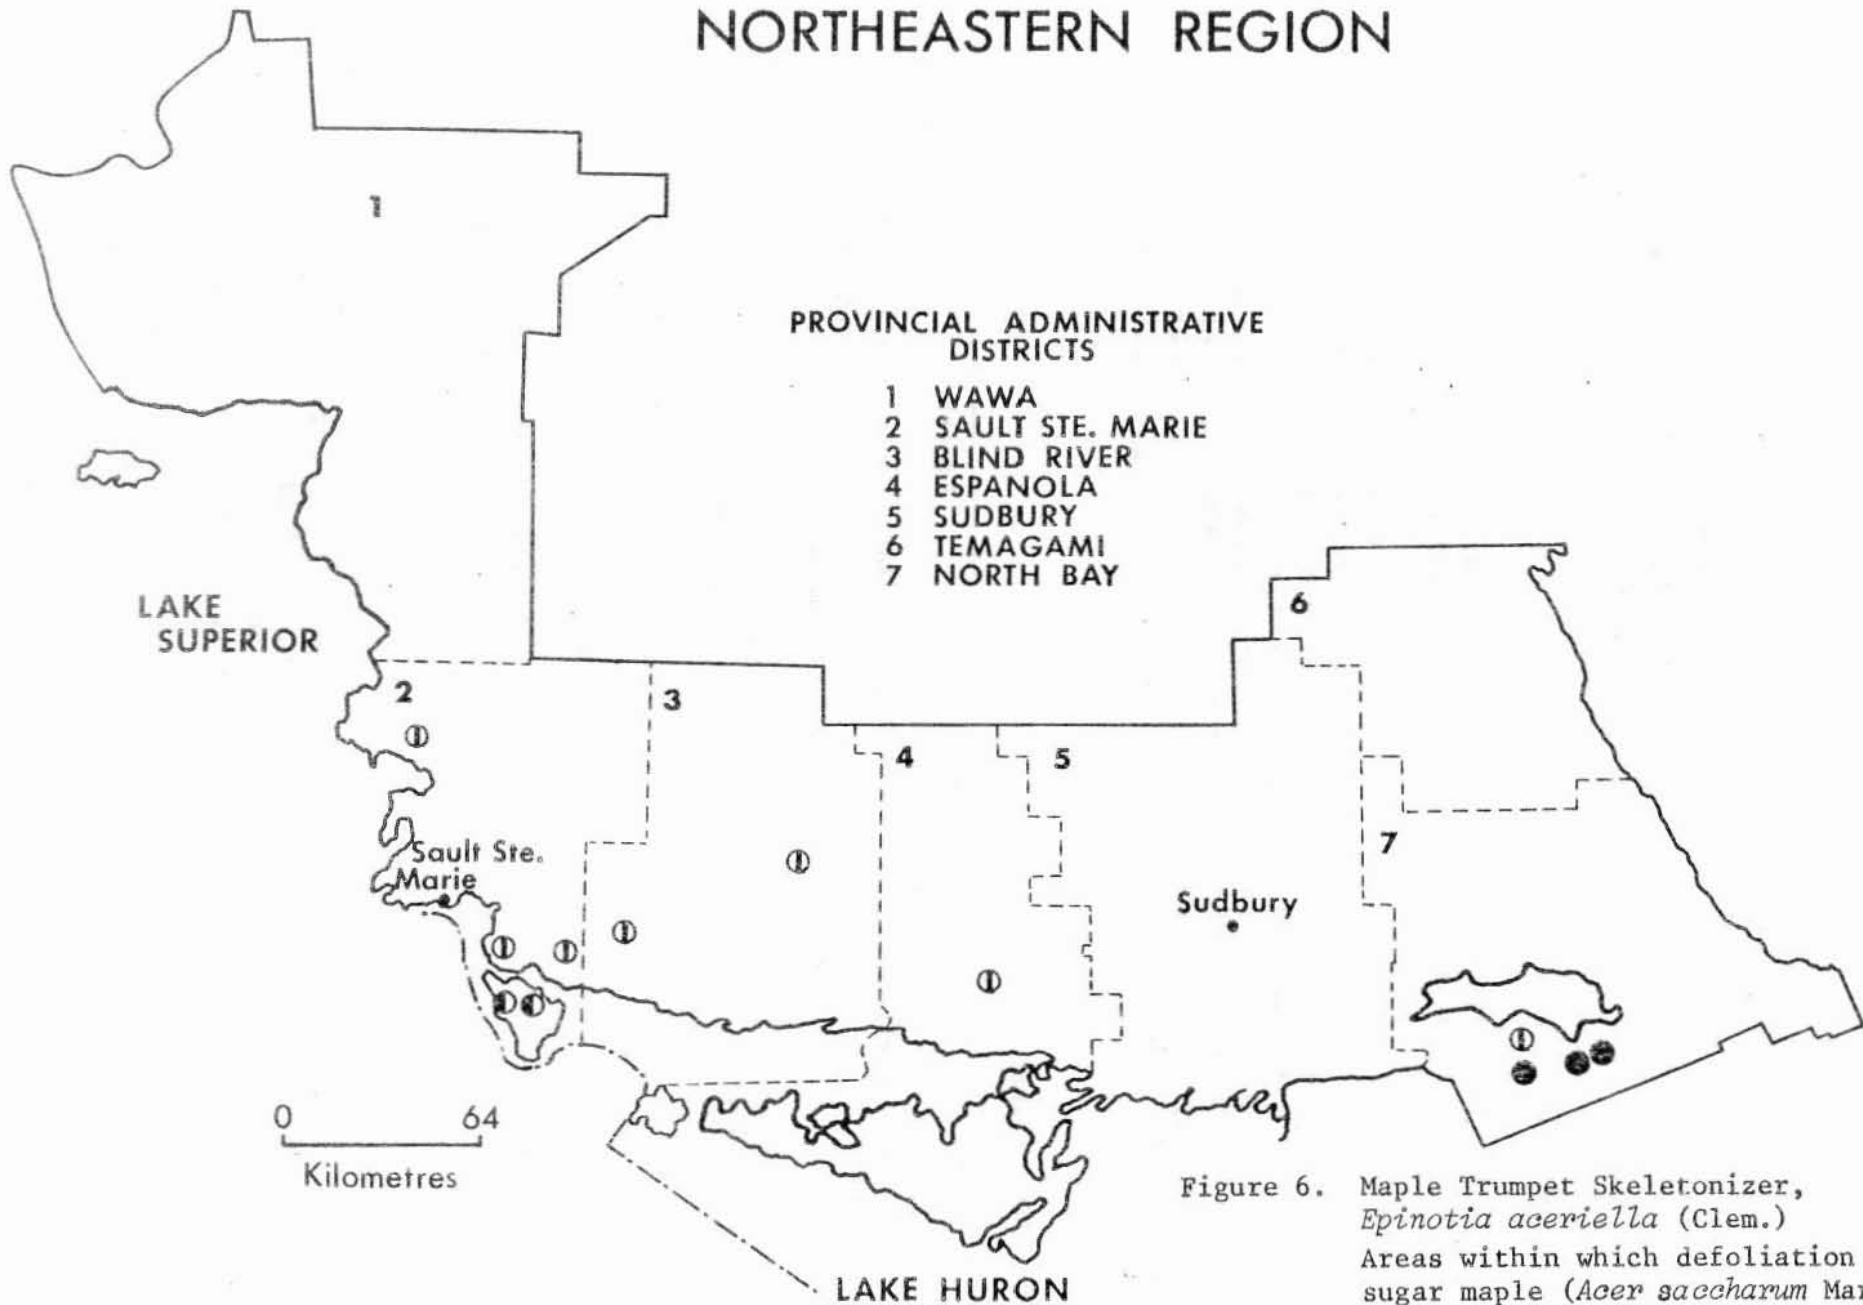 NORTHEASTERN REGION
1
PROVINCIAL ADMINISTRATIVE
DISTRICTS
1 WAWA
2 SAULT STE. MARIE
3 BLIND RIVER
4 ESPANOLA
5 SUDBURY
6 TEMAGAMI
7 NORTH BAY
6
LAKE
SUPERIOR
2
3
4
5
7
Sault Ste.
Marie
Sudbury
0 64
Kilometres
Figure 6. Maple Trumpet Skeletonizer,
Epinotia aceriella (Clem.)
Areas within which defoliation
sugar maple (Acer saccharum Mar
LAKE HURON